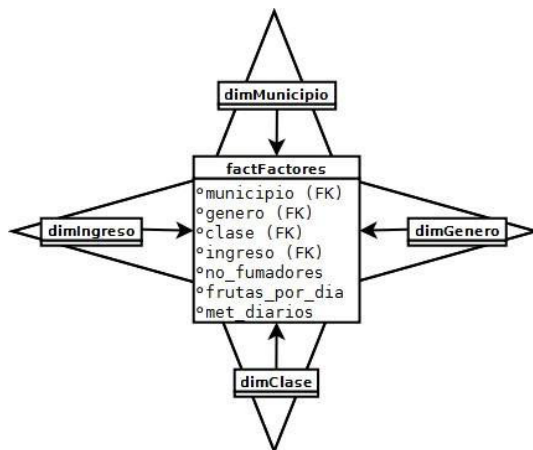 dimMunicipio
factFactores
municipio (FK)
genero (FK)
clase (FK)
ingreso (FK)
no_fumadores
frutas_por_dia
met_diarios
dimIngreso
dimGenero
dimClase